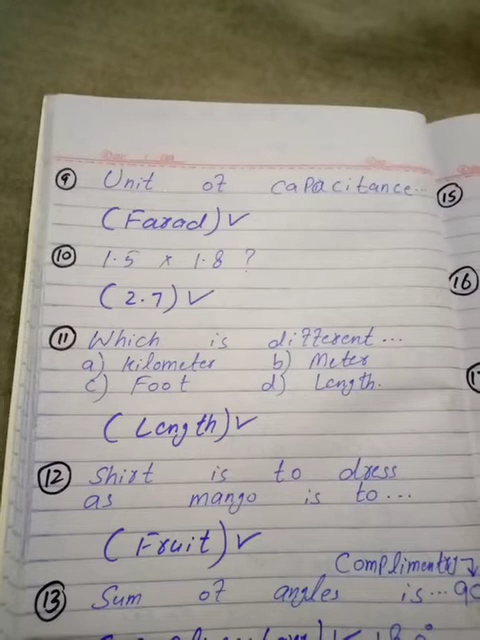 ⑨ Unit of capacitance...
(Farad) ✓
⑩ 1.5 x 1.8 ?
(2.7) ✓
⑪ Which is different...
a) Kilometer b) Meter
c) Foot d) Length.
(Length) ✓
⑫ Shirt is to dress
as mango is to...
(Fruit) ✓
Complimentry
⑬ Sum of angles is...90
15
16